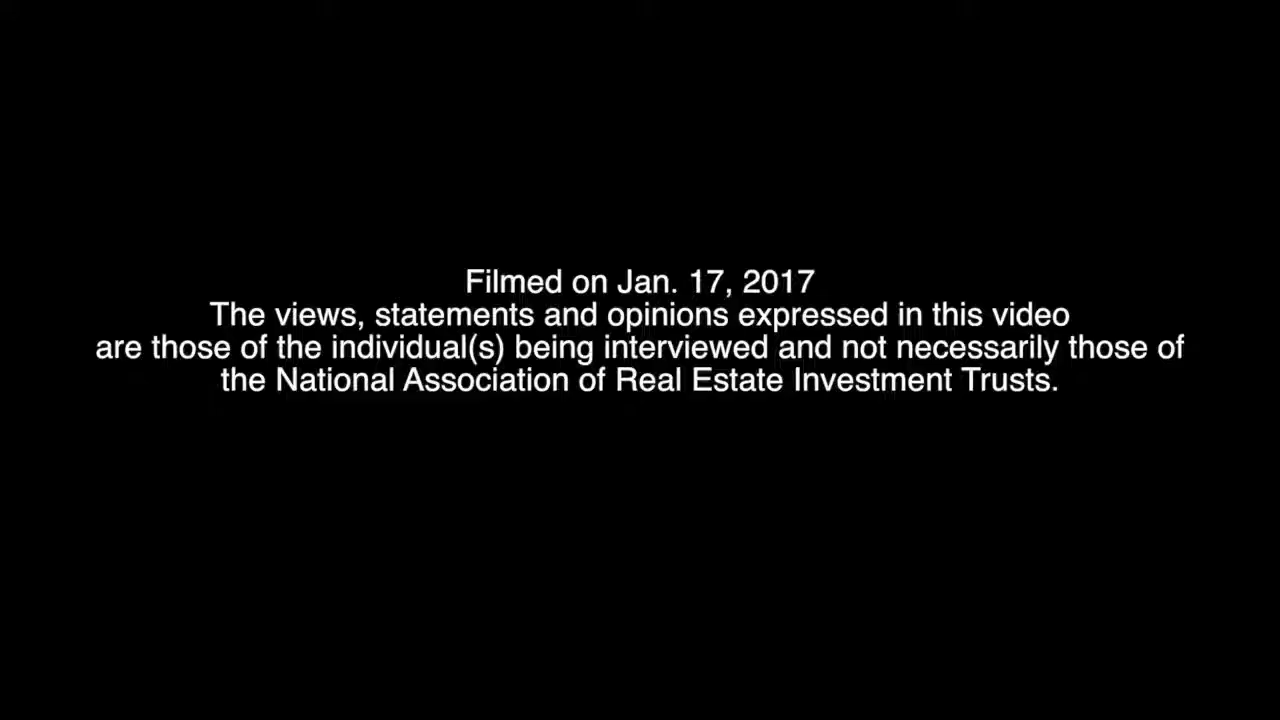 Filmed on Jan. 17, 2017
The views, statements and opinions expressed in this video
are those of the individual(s) being interviewed and not necessarily those of
the National Association of Real Estate Investment Trusts.